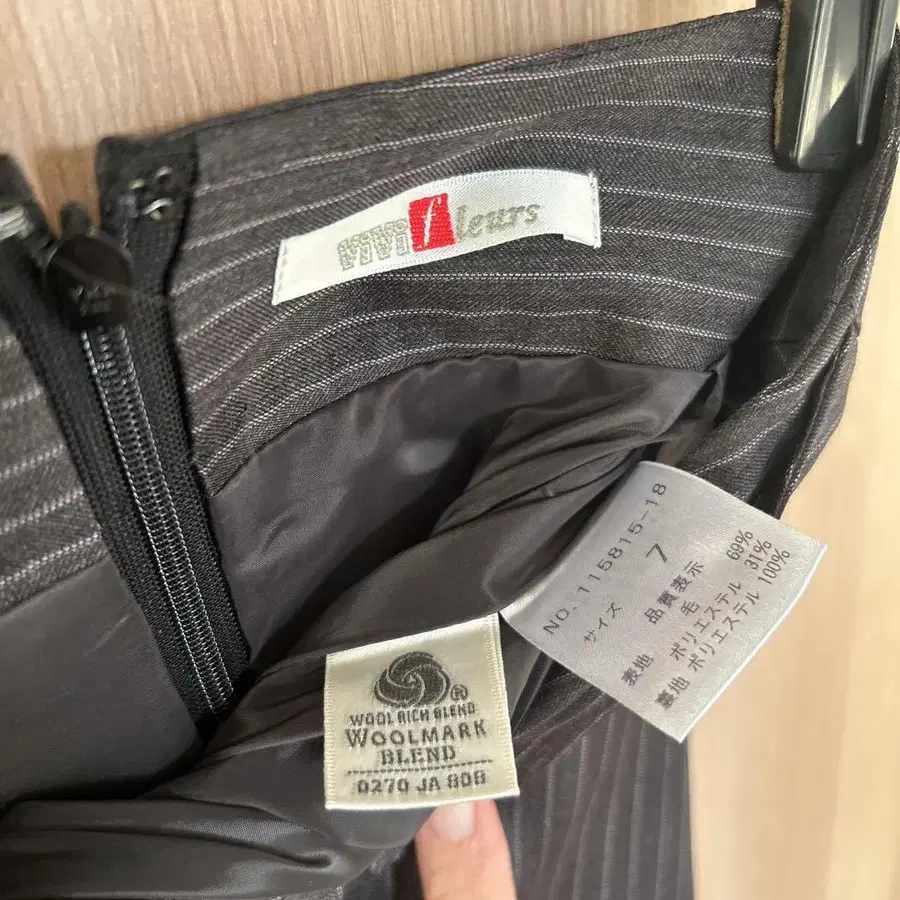 VIVI fleurs
NO. 115815-18
サイズ 7
品質表示
表地 毛 69%
ポリエステル 31%
裏地 ポリエステル 100%
WOOL RICH BLEND
WOOLMARK
BLEND
0270 JA 808